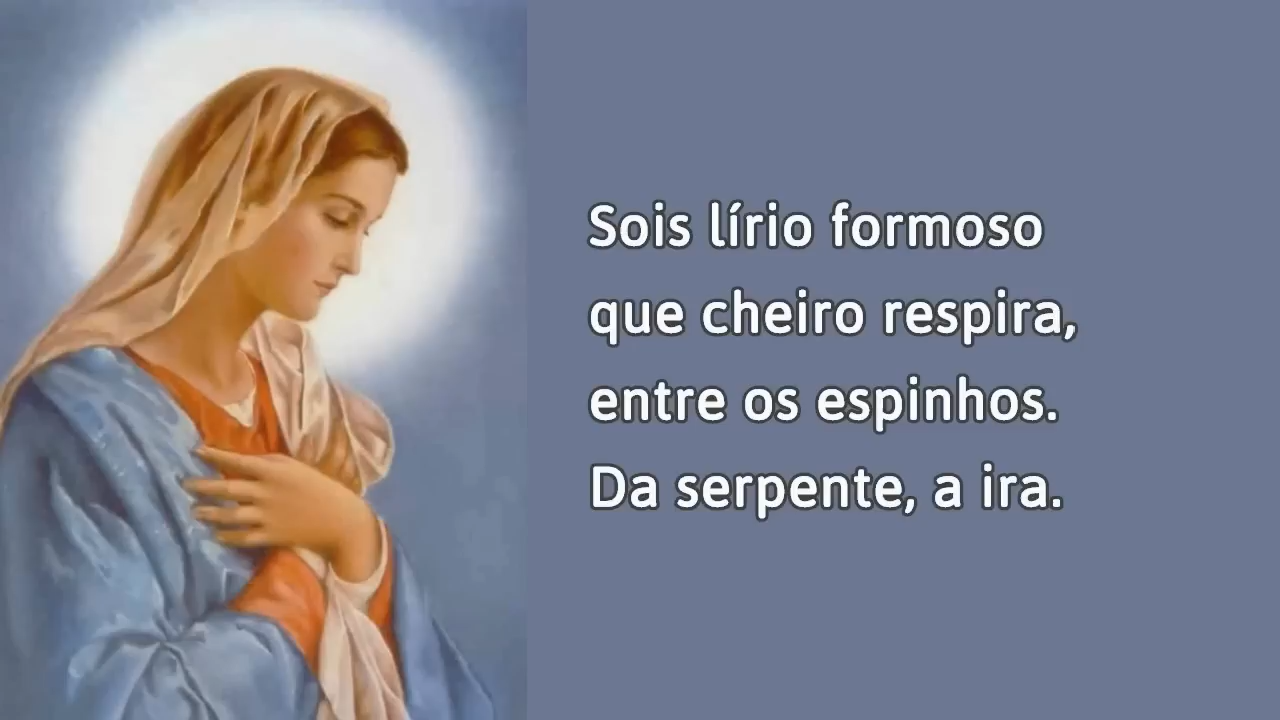 Sois lírio formoso
que cheiro respira,
entre os espinhos.
Da serpente, a ira.